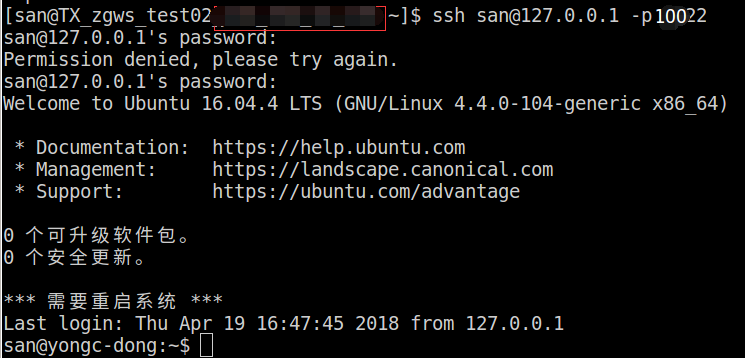 [san@TX_zgws_test02 ~]$ ssh san@127.0.0.1 -p10022
san@127.0.0.1's password:
Permission denied, please try again.
san@127.0.0.1's password:
Welcome to Ubuntu 16.04.4 LTS (GNU/Linux 4.4.0-104-generic x86_64)
* Documentation: https://help.ubuntu.com
* Management: https://landscape.canonical.com
* Support: https://ubuntu.com/advantage
0 个可升级软件包。
0 个安全更新。
*** 需要重启系统 ***
Last login: Thu Apr 19 16:47:45 2018 from 127.0.0.1
san@yongc-dong:~$